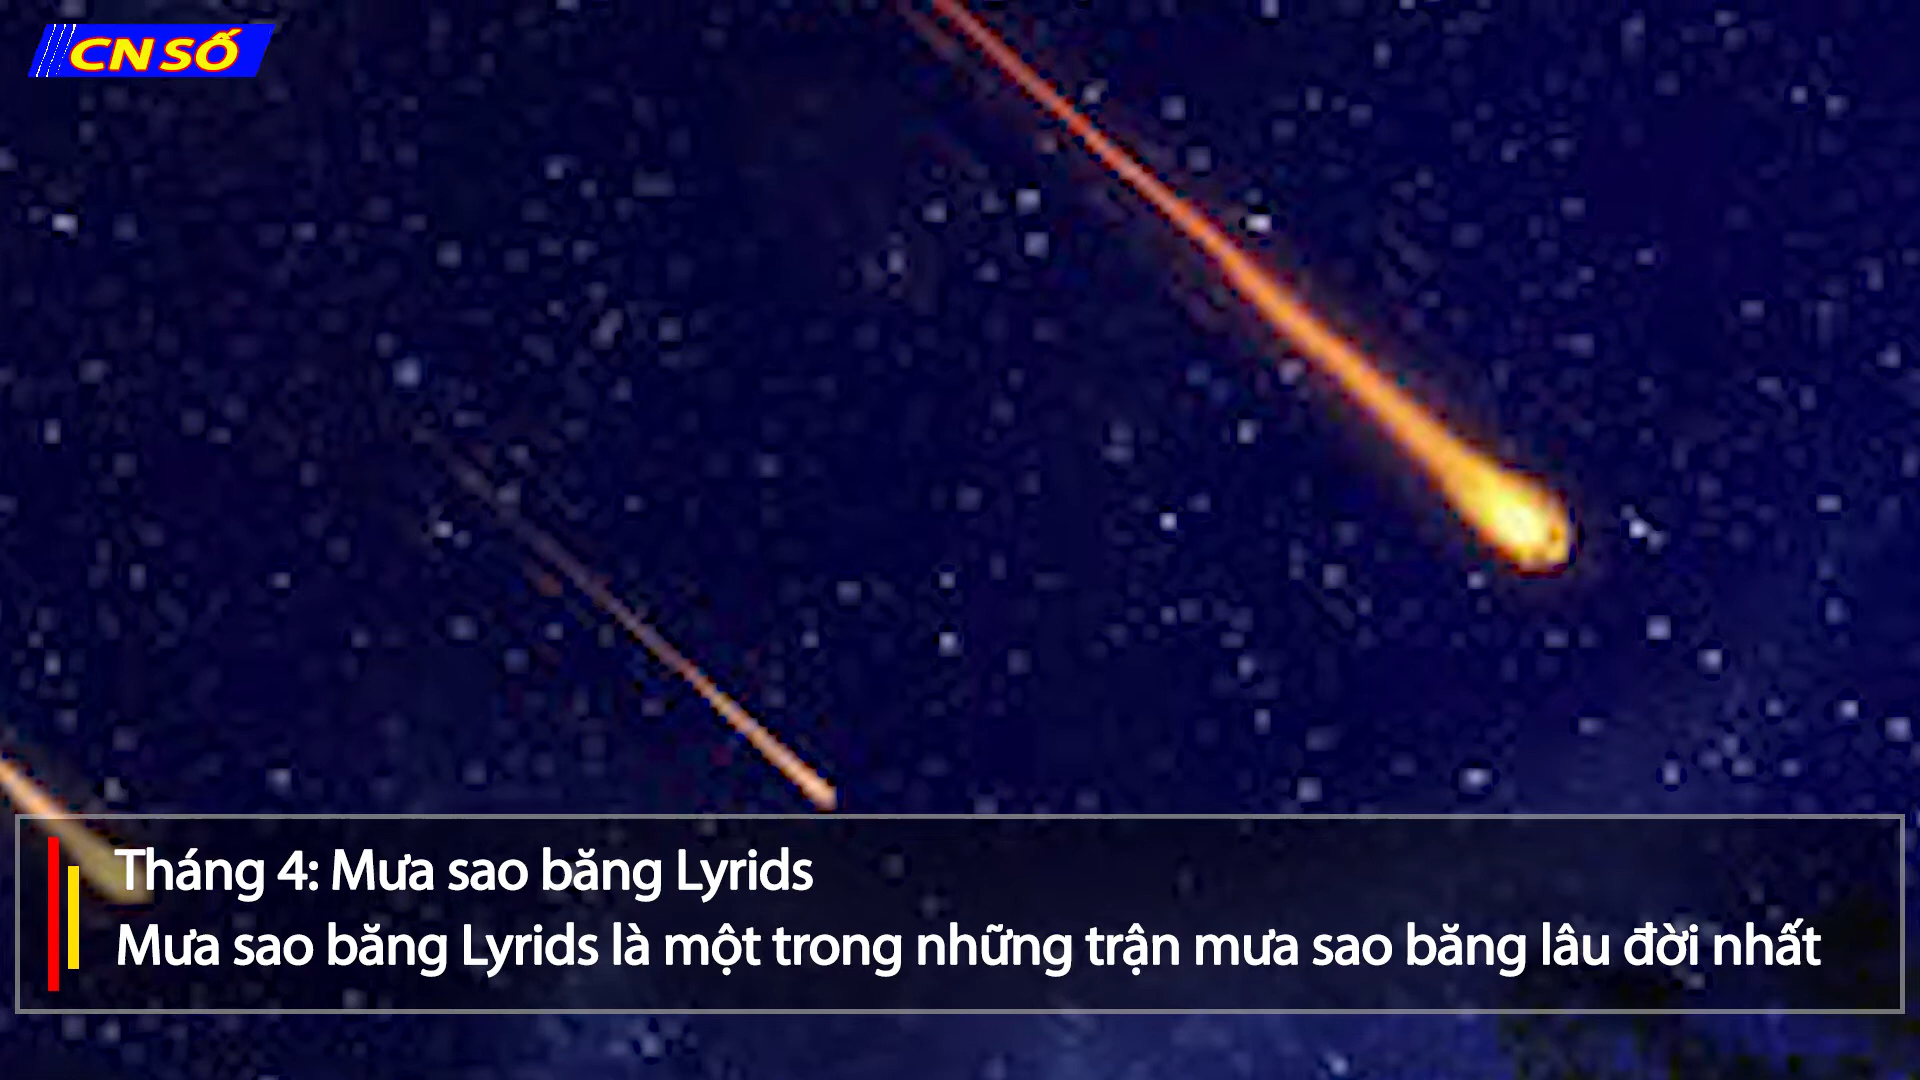 CN SỐ
Tháng 4: Mưa sao băng Lyrids
Mưa sao băng Lyrids là một trong những trận mưa sao băng lâu đời nhất